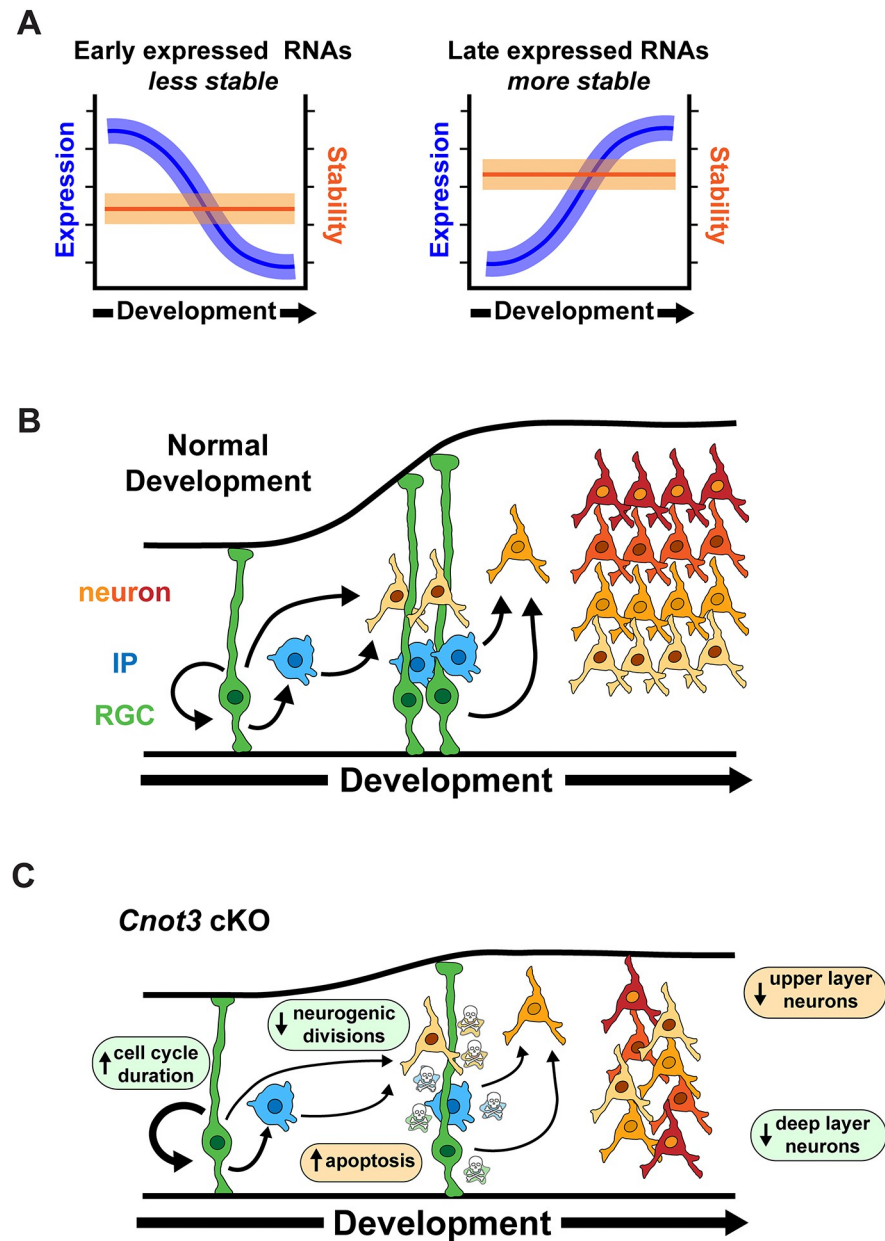 A
Early expressed RNAs
less stable
Expression
Stability
Development
Late expressed RNAs
more stable
Expression
Stability
Development
B
Normal
Development
neuron
IP
RGC
Development
C
Cnot3 cKO
↑ cell cycle
duration
↓ neurogenic
divisions
↑ apoptosis
↓ upper layer
neurons
↓ deep layer
neurons
Development